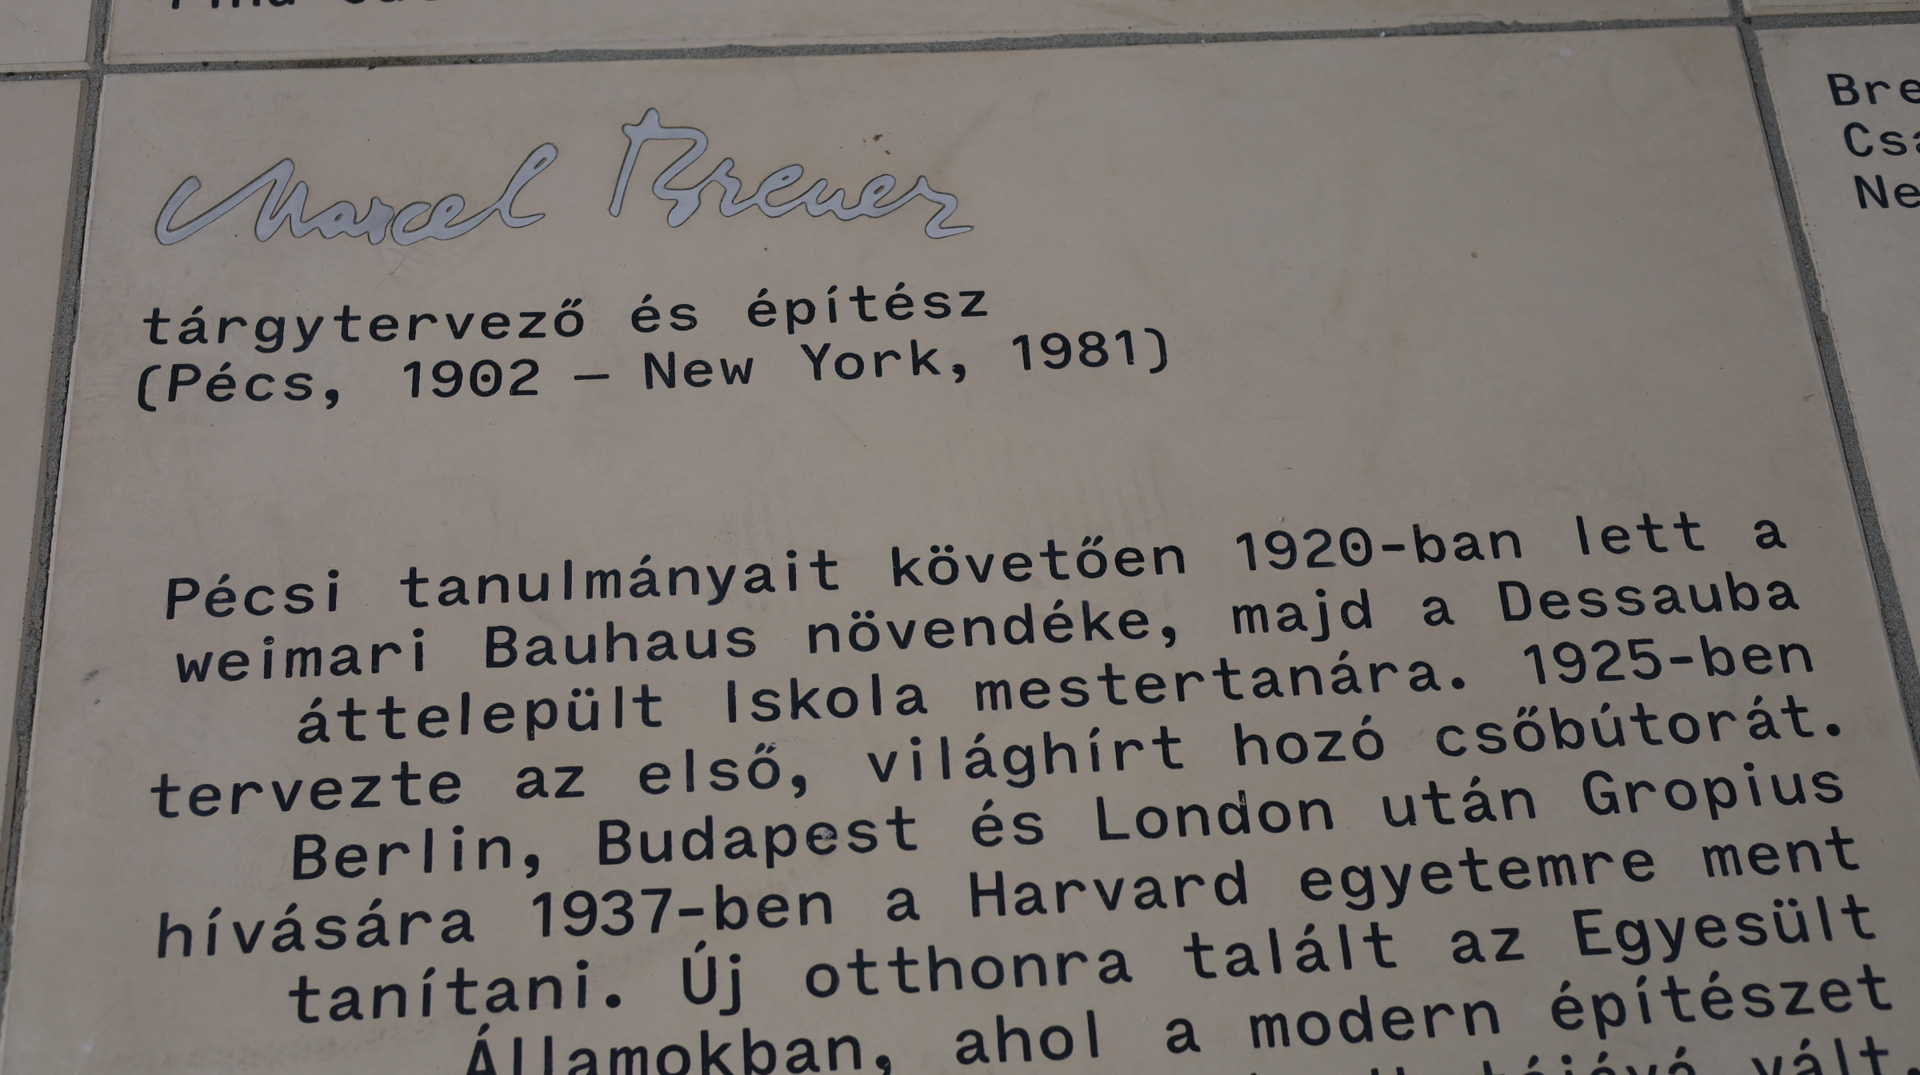 Marcel Breuer
tárgytervező és építész
(Pécs, 1902 – New York, 1981)
Pécsi tanulmányait követően 1920-ban lett a
weimari Bauhaus növendéke, majd a Dessauba
áttelepült Iskola mestertanára. 1925-ben
tervezte az első, világhírt hozó csőbútorát.
Berlin, Budapest és London után Gropius
hívására 1937-ben a Harvard egyetemre ment
tanítani. Új otthonra talált az Egyesült
Államokban, ahol a modern építészet
vált.
Bre
Csa
Ne